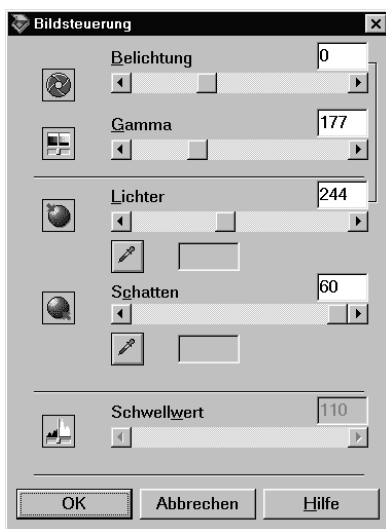 Bildsteuerung
Belichtung 0
Gamma 177
Lichter 244
Schatten 60
Schwellwert 110
OK Abbrechen Hilfe